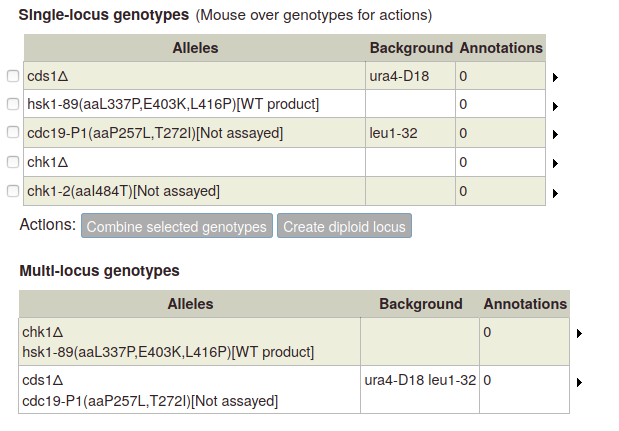 Single-locus genotypes (Mouse over genotypes for actions)
Alleles Background Annotations
cds1Δ ura4-D18 0
hsk1-89(aaL337P,E403K,L416P)[WT product] 0
cdc19-P1(aaP257L,T272I)[Not assayed] leu1-32 0
chk1Δ 0
chk1-2(aaI484T)[Not assayed] 0
Actions: Combine selected genotypes Create diploid locus
Multi-locus genotypes
Alleles Background Annotations
chk1Δ 0
hsk1-89(aaL337P,E403K,L416P)[WT product]
cds1Δ ura4-D18 leu1-32 0
cdc19-P1(aaP257L,T272I)[Not assayed]